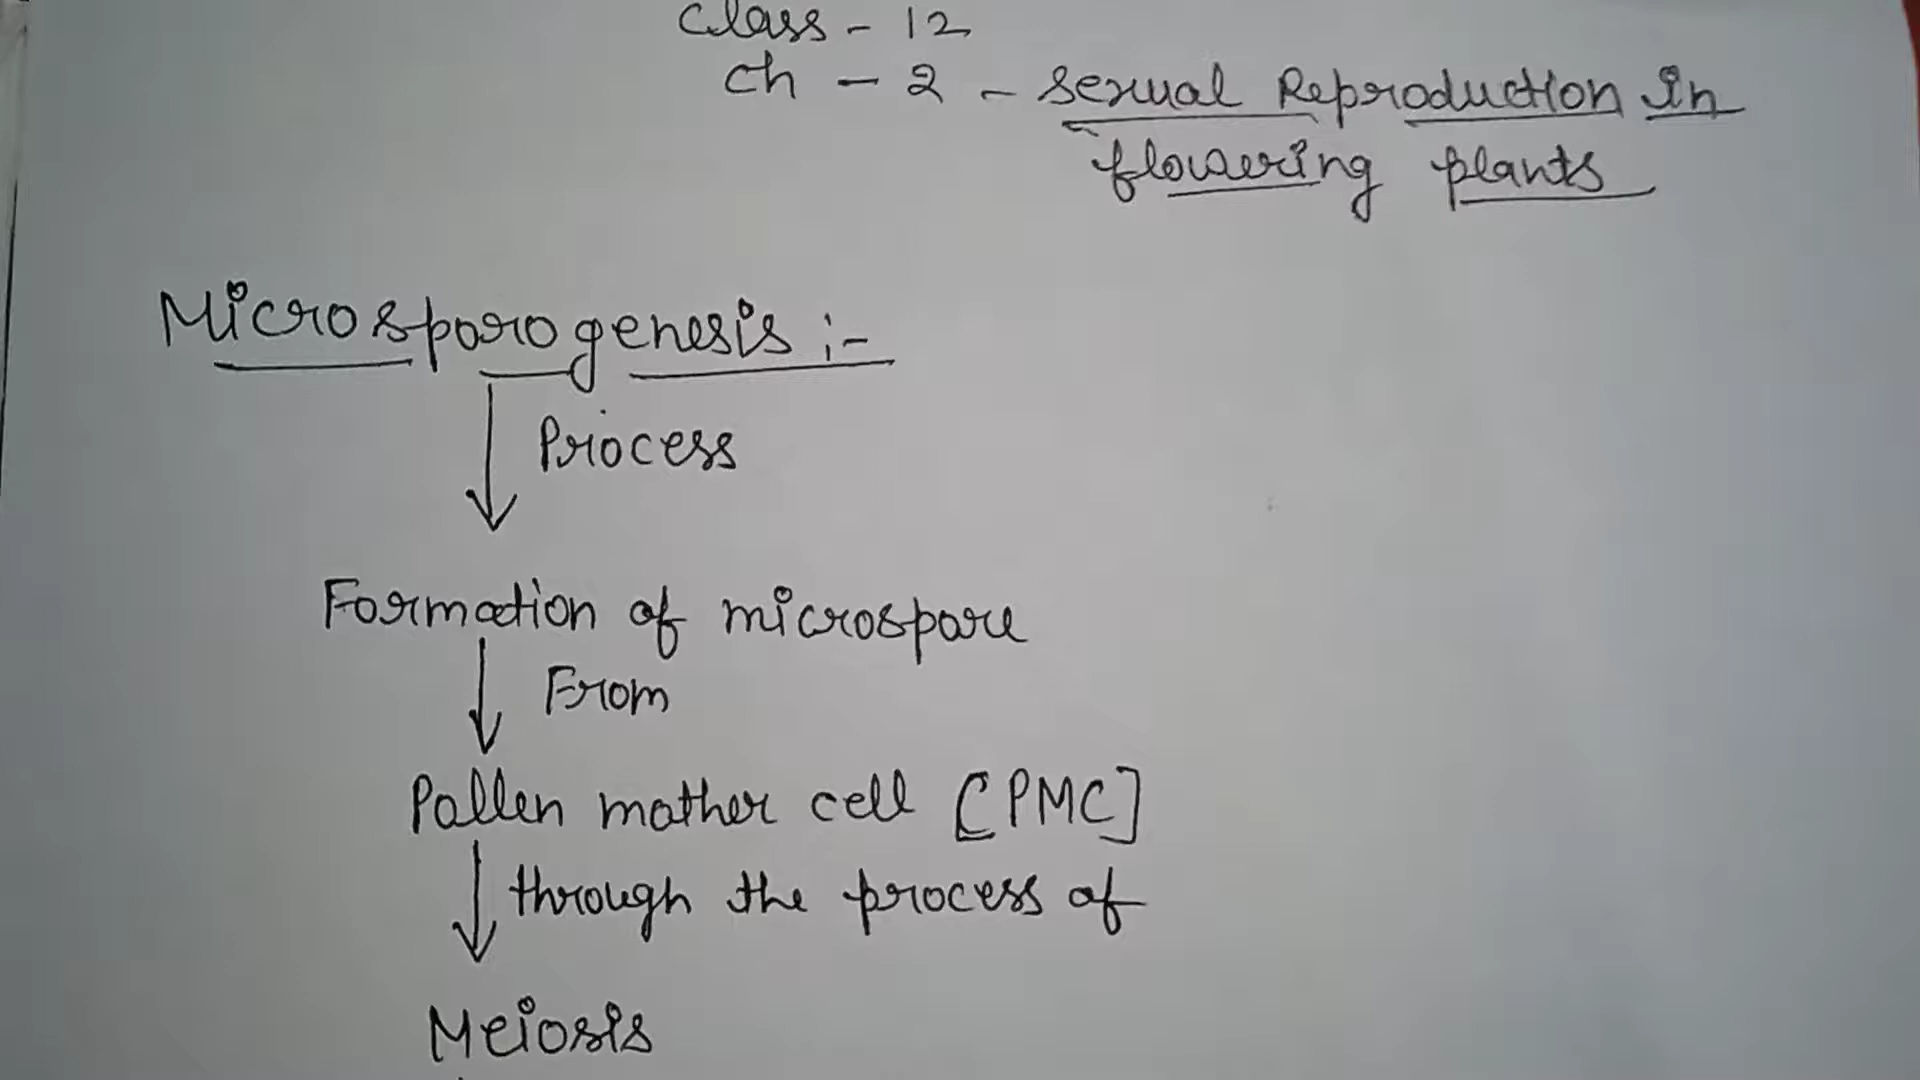 Class - 12
Ch - 2 - Sexual Reproduction In
flowering plants
Microsporogenesis :-
Process
Formation of microspore
From
Pollen mother cell [PMC]
through the process of
Meiosis